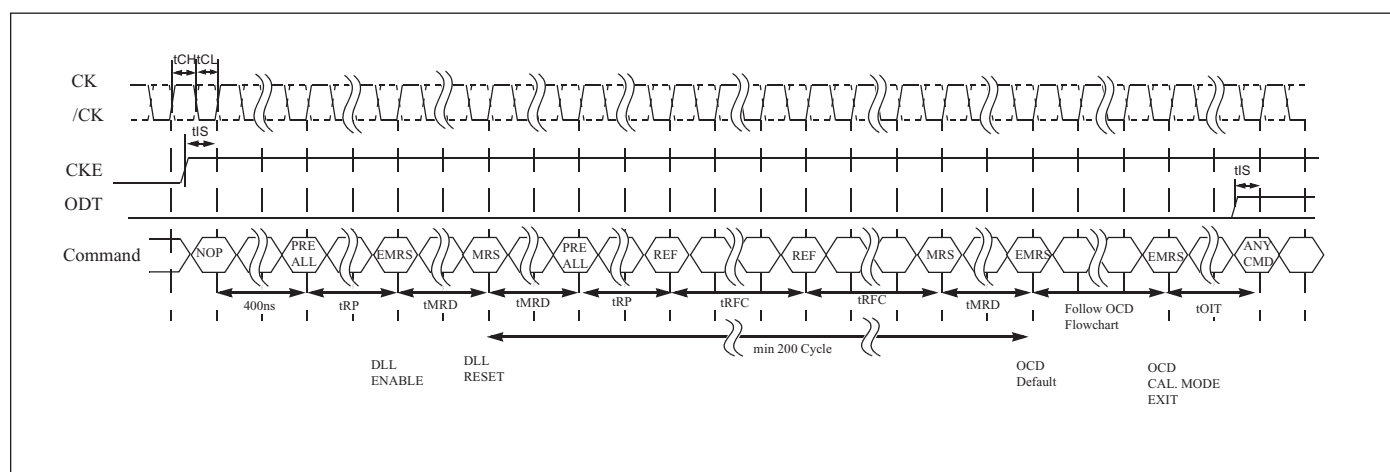 tCH tCL
CK
/CK
tIS
CKE
tIS
ODT
Command
NOP
PRE
ALL
EMRS
MRS
PRE
ALL
REF
REF
MRS
EMRS
EMRS
ANY
CMD
400ns
tRP
tMRD
tMRD
tRP
tRFC
tRFC
tMRD
Follow OCD
Flowchart
tOIT
min 200 Cycle
DLL
ENABLE
DLL
RESET
OCD
Default
OCD
CAL. MODE
EXIT